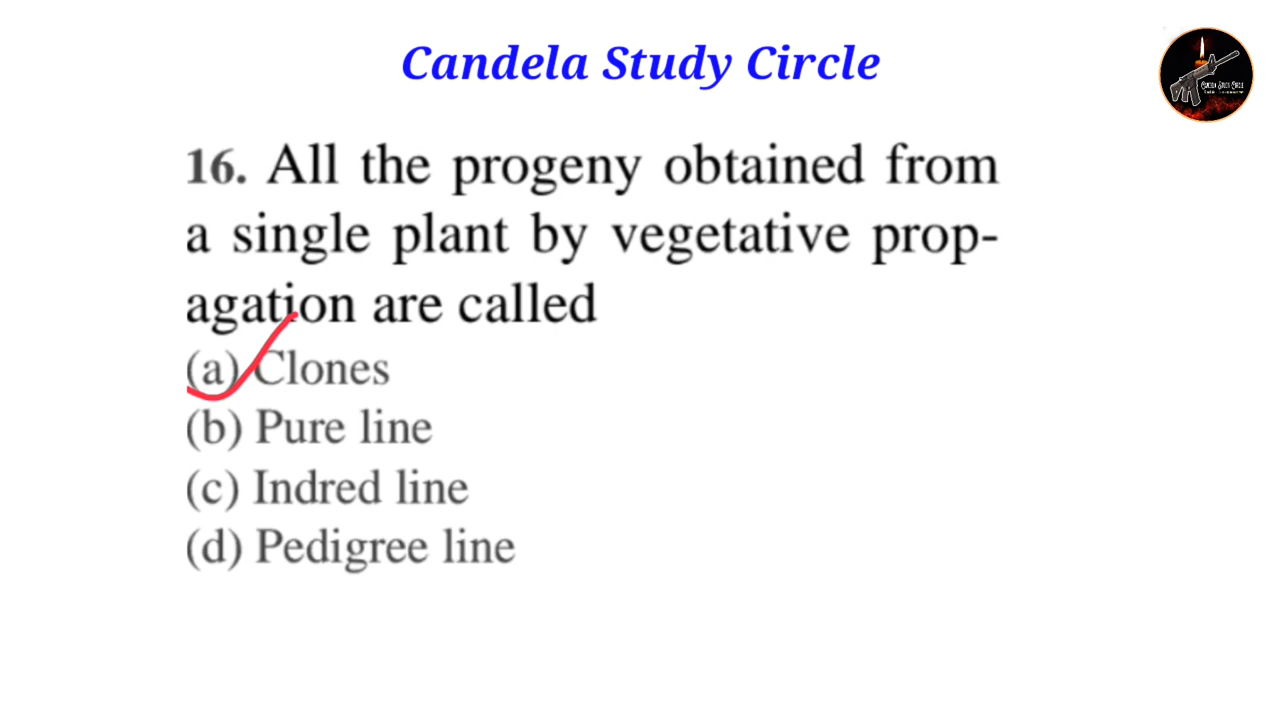 Candela Study Circle
16. All the progeny obtained from
a single plant by vegetative prop-
agation are called
(a) Clones
(b) Pure line
(c) Indred line
(d) Pedigree line